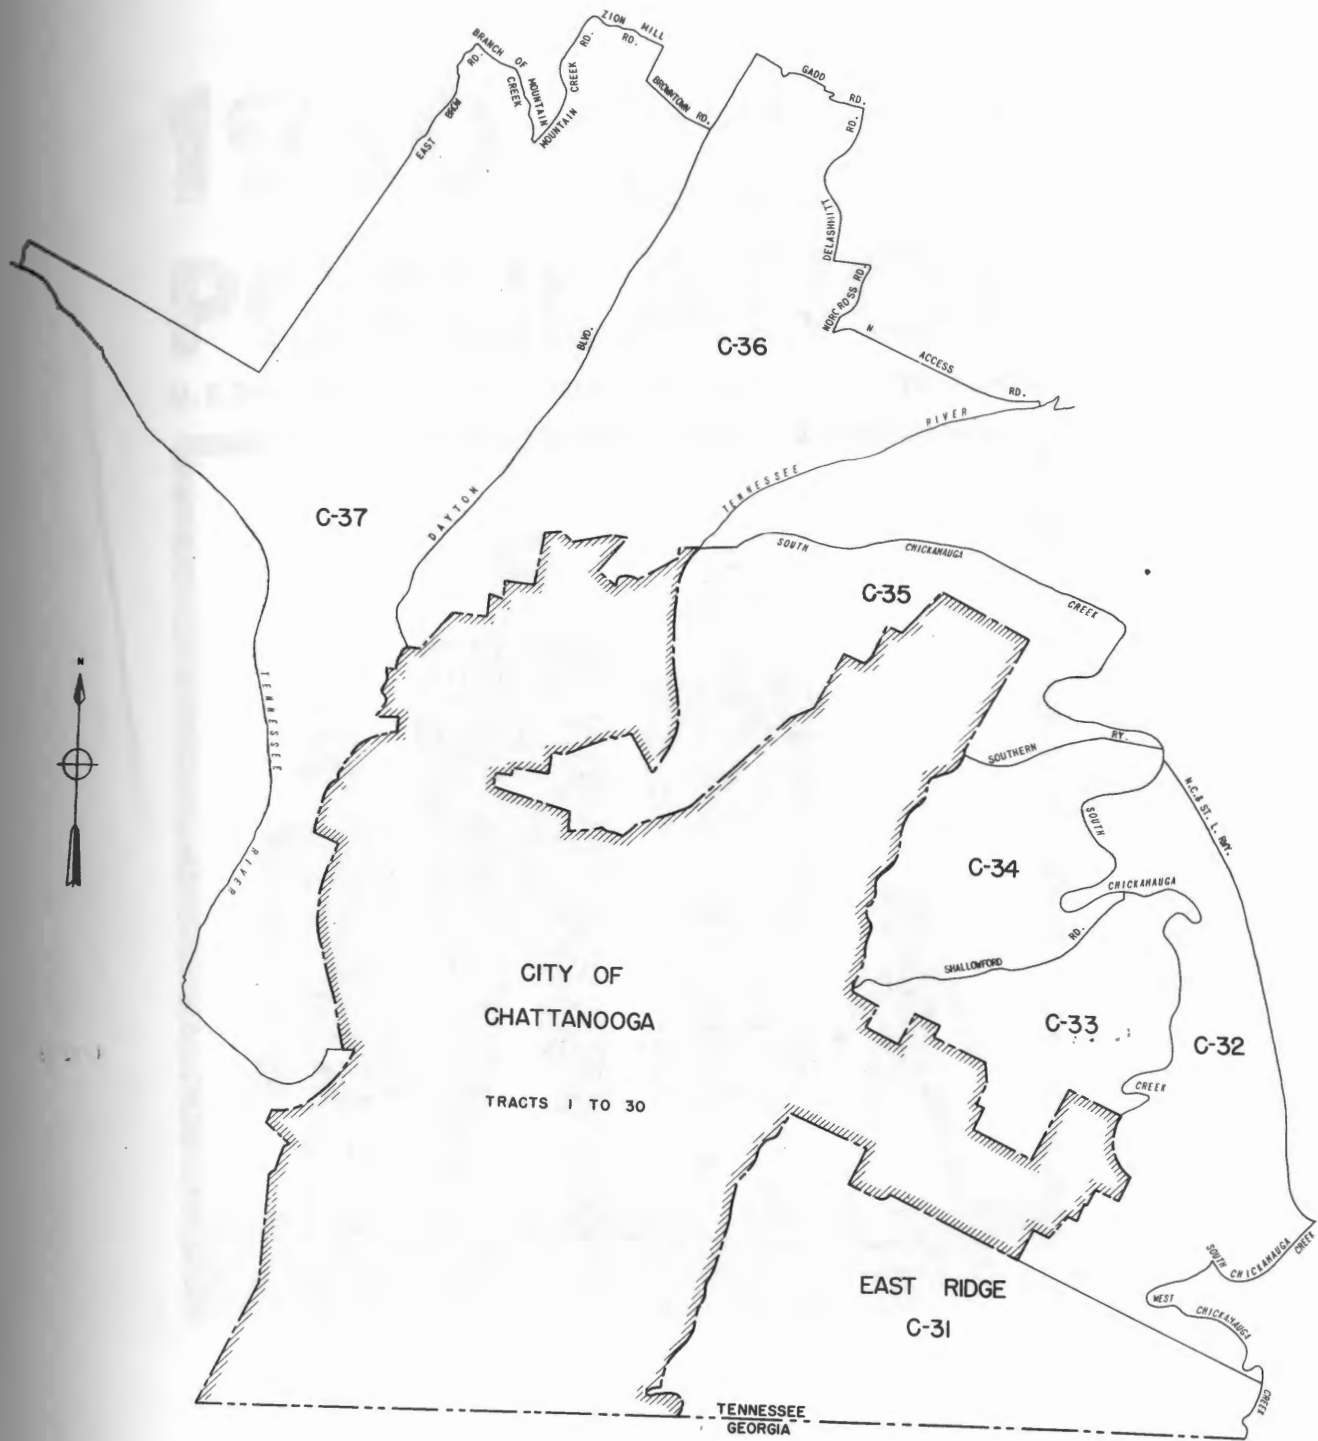 ZION HILL
RD.
BRANCH OF MOUNTAIN
CREEK
RD.
EAST BROW
RD.
MOUNTAIN CREEK
BROWNTOWN RD.
GADD
RD.
RD.
DELASHMITT
NORCROSS RD.
N
ACCESS
RD.
C-36
BLVD.
DAYTON
TENNESSEE RIVER
C-37
SOUTH
CHICKAMAUGA
CREEK
C-35
N
TENNESSEE
RIVER
SOUTHERN
RY.
N.C.& ST. L. RWY.
SOUTH
CHICKAMAUGA
C-34
SHALLOWFORD
RD.
CITY OF
CHATTANOOGA
TRACTS 1 TO 30
C-33
C-32
CREEK
SOUTH
CHICKAMAUGA
CREEK
WEST
CHICKAMAUGA
CREEK
EAST RIDGE
C-31
TENNESSEE
GEORGIA